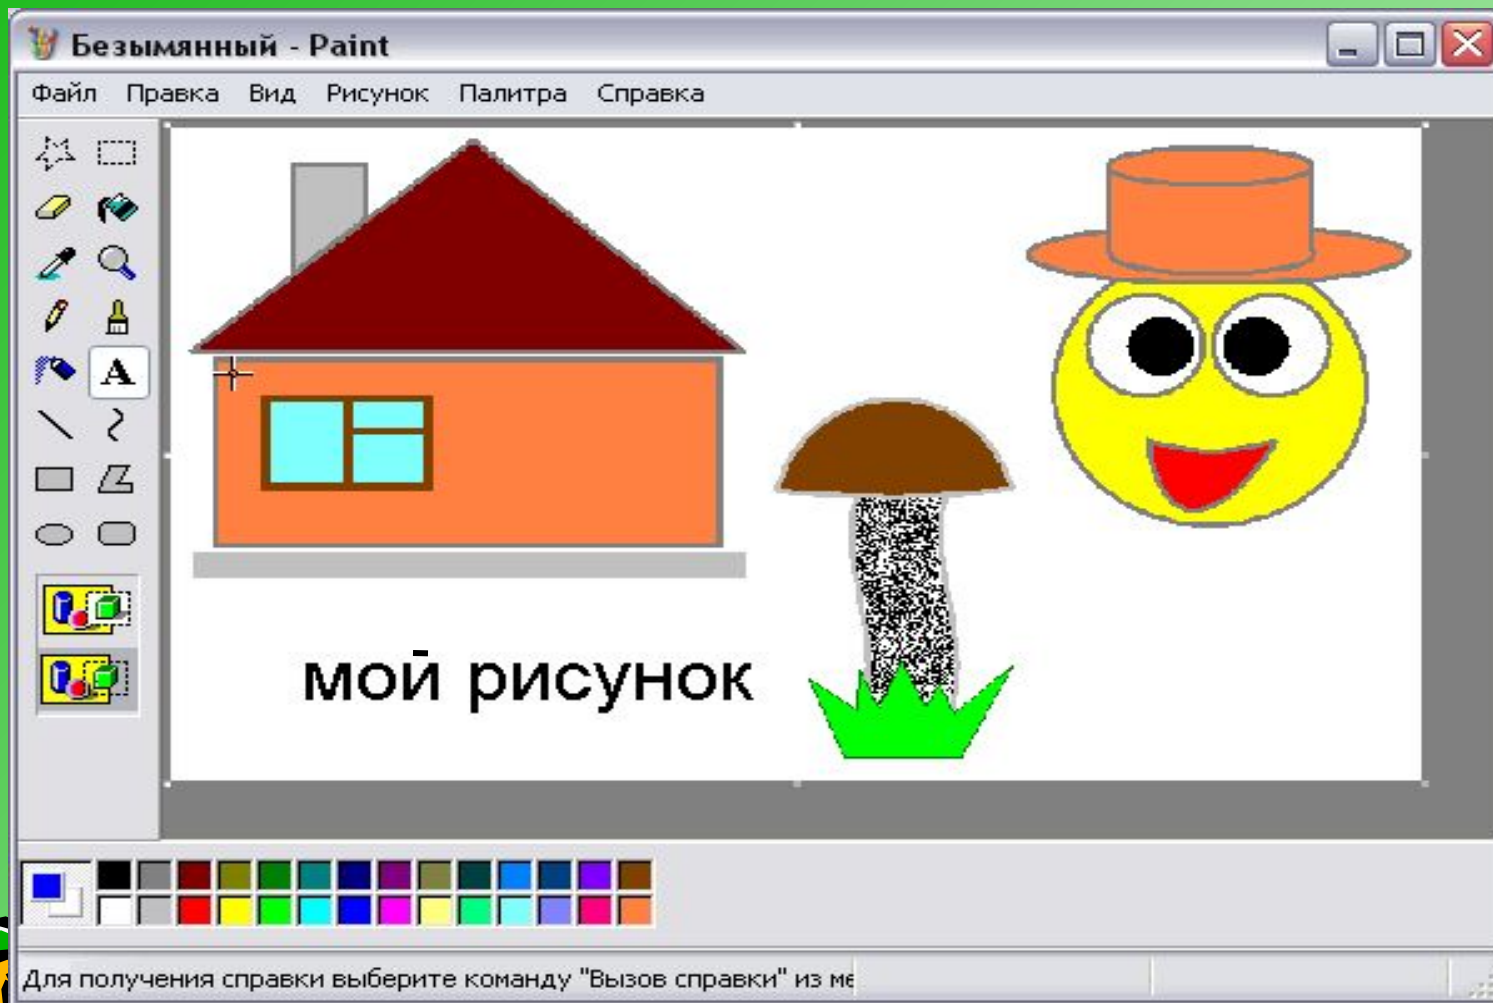 Безымянный - Paint
Файл Правка Вид Рисунок Палитра Справка
A
мой рисунок
Для получения справки выберите команду "Вызов справки" из ме